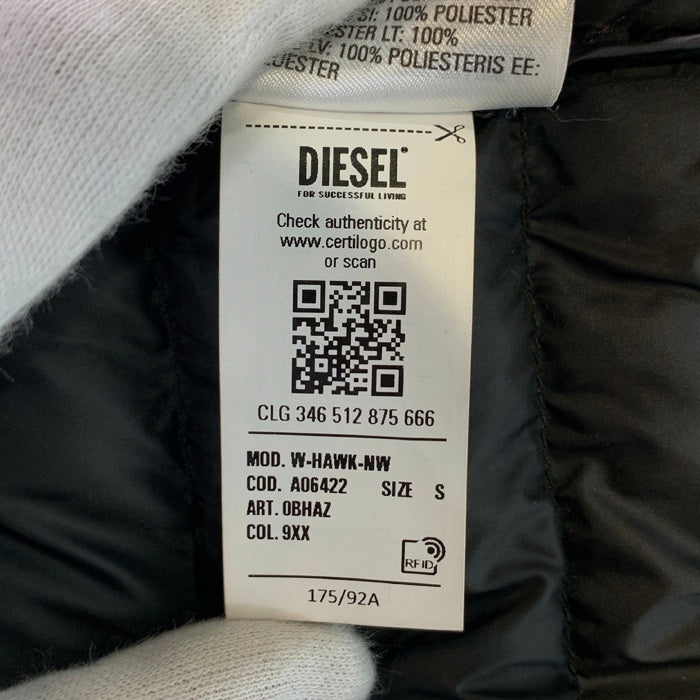 SI: 100% POLIESTER
STER LT: 100%
LV: 100% POLIESTERIS EE:
UESTER
DIESEL®
FOR SUCCESSFUL LIVING
Check authenticity at
www.certilogo.com
or scan
CLG 346 512 875 666
MOD. W-HAWK-NW
COD. A06422 SIZE S
ART. 0BHAZ
COL. 9XX
RFID
175/92A